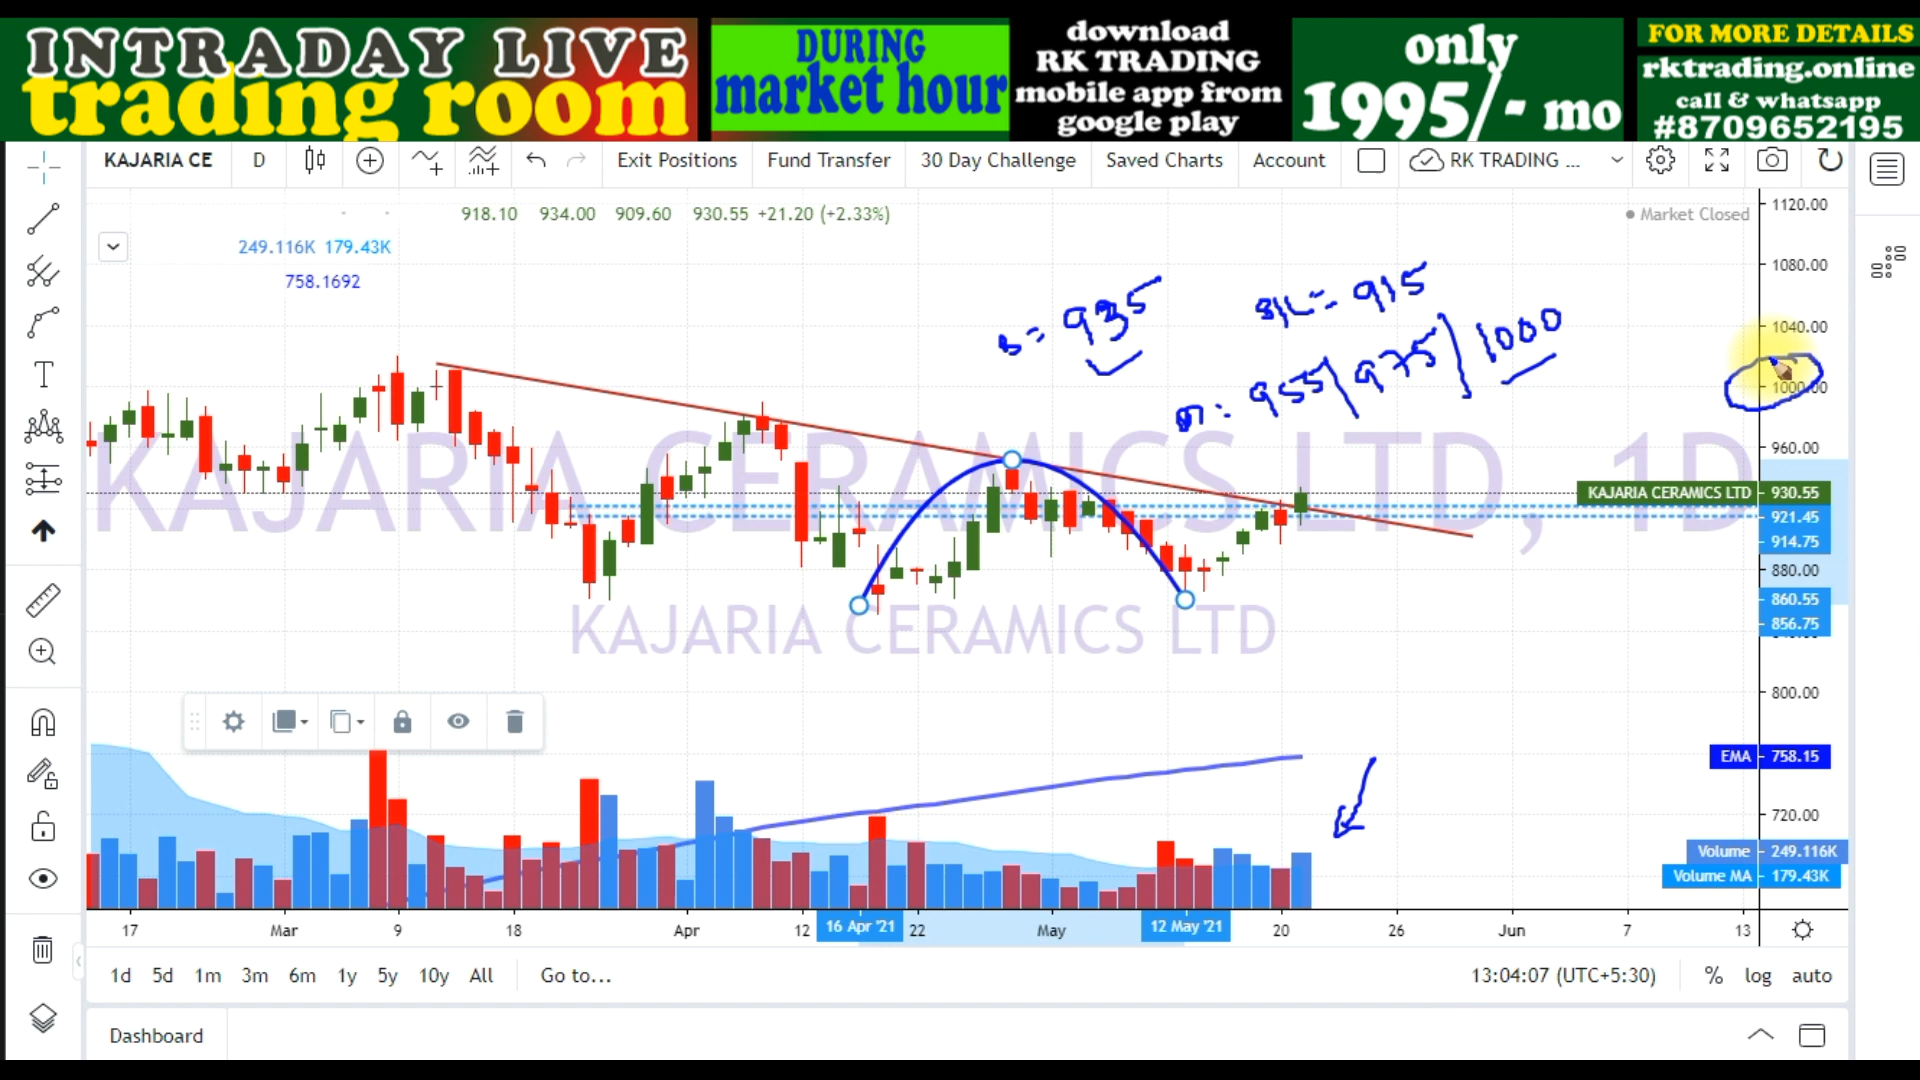 INTRADAY LIVE
trading room
DURING
market hour
download
RK TRADING
mobile app from
google play
only
1995/- mo
FOR MORE DETAILS
rktrading.online
call & whatsapp
#8709652195
KAJARIA CE D Exit Positions Fund Transfer 30 Day Challenge Saved Charts Account RK TRADING ...
918.10 934.00 909.60 930.55 +21.20 (+2.33%)
Market Closed
249.116K 179.43K
758.1692
B = 935
S/L = 915
T: 955/975/1000
1120.00
1080.00
1040.00
1000.00
960.00
KAJARIA CERAMICS LTD 930.55
921.45
914.75
880.00
860.55
856.75
800.00
EMA 758.15
720.00
Volume 249.116K
Volume MA 179.43K
KAJARIA CERAMICS LTD, 1D
KAJARIA CERAMICS LTD
17 Mar 9 18 Apr 12 16 Apr '21 22 May 12 May '21 20 26 Jun 7 13
1d 5d 1m 3m 6m 1y 5y 10y All Go to... 13:04:07 (UTC+5:30) % log auto
Dashboard